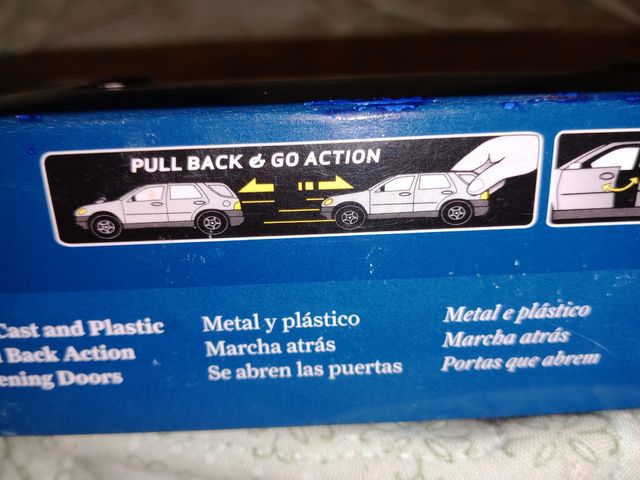 PULL BACK & GO ACTION
Cast and Plastic
Back Action
ening Doors
Metal y plástico
Marcha atrás
Se abren las puertas
Metal e plástico
Marcha atrás
Portas que abrem